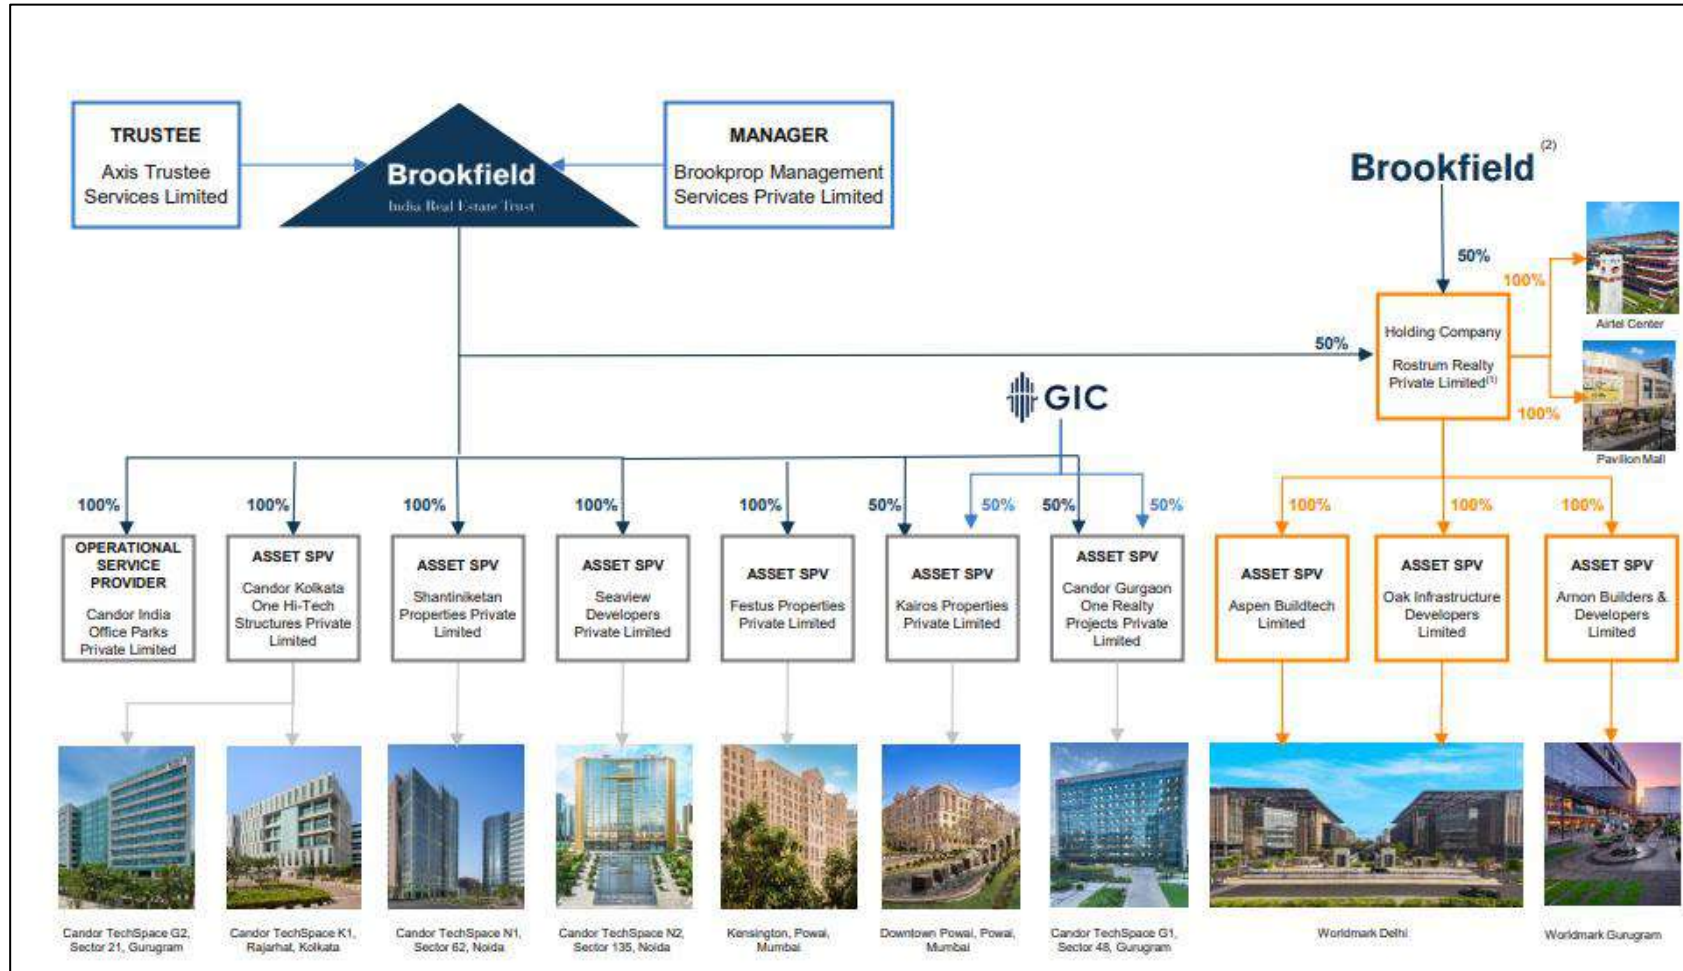 TRUSTEE
Axis Trustee
Services Limited
Brookfield
India Real Estate Trust
MANAGER
Brookprop Management
Services Private Limited
Brookfield (2)
50%
100%
Airtel Center
Holding Company
Rostrum Realty
Private Limited(1)
50%
100%
Pavilion Mall
GIC
100%
100%
100%
100%
100%
50%
50%
50%
50%
100%
100%
100%
OPERATIONAL
SERVICE
PROVIDER
Candor India
Office Parks
Private Limited
ASSET SPV
Candor Kolkata
One Hi-Tech
Structures Private
Limited
ASSET SPV
Shantiniketan
Properties Private
Limited
ASSET SPV
Seaview
Developers
Private Limited
ASSET SPV
Festus Properties
Private Limited
ASSET SPV
Kairos Properties
Private Limited
ASSET SPV
Candor Gurgaon
One Realty
Projects Private
Limited
ASSET SPV
Aspen Buildtech
Limited
ASSET SPV
Oak Infrastructure
Developers
Limited
ASSET SPV
Arnon Builders &
Developers
Limited
Candor TechSpace G2,
Sector 21, Gurugram
Candor TechSpace K1,
Rajarhat, Kolkata
Candor TechSpace N1,
Sector 62, Noida
Candor TechSpace N2,
Sector 135, Noida
Kensington, Powai,
Mumbai
Downtown Powai, Powai,
Mumbai
Candor TechSpace G1,
Sector 48, Gurugram
Worldmark Delhi
Worldmark Gurugram